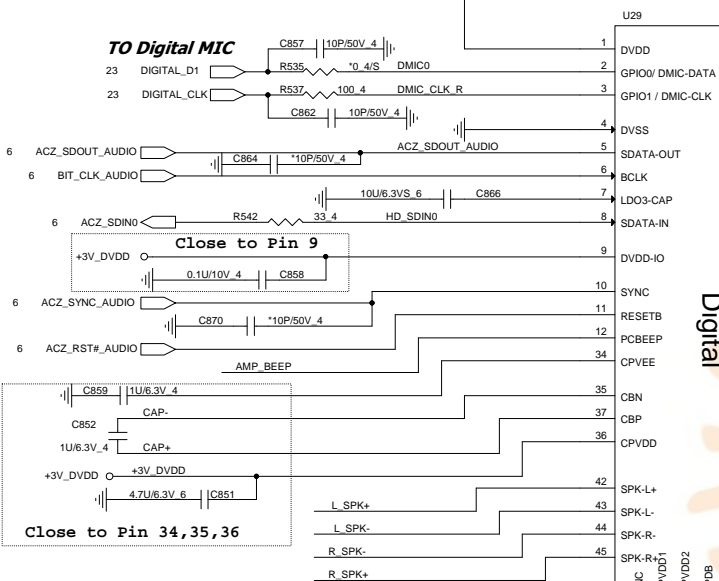 U29
TO Digital MIC
C857 10P/50V_4
1 DVDD
23 DIGITAL_D1 R535 *0_4/S DMIC0 2 GPIO0/ DMIC-DATA
23 DIGITAL_CLK R537 100_4 DMIC_CLK_R 3 GPIO1 / DMIC-CLK
C862 10P/50V_4
4 DVSS
6 ACZ_SDOUT_AUDIO ACZ_SDOUT_AUDIO 5 SDATA-OUT
C864 *10P/50V_4
6 BIT_CLK_AUDIO 6 BCLK
10U/6.3VS_6 C866 7 LDO3-CAP
6 ACZ_SDIN0 R542 33_4 HD_SDIN0 8 SDATA-IN
Close to Pin 9
+3V_DVDD 9 DVDD-IO
0.1U/10V_4 C858
10 SYNC
6 ACZ_SYNC_AUDIO
11 RESETB
C870 *10P/50V_4
12 PCBEEP
6 ACZ_RST#_AUDIO
AMP_BEEP
34 CPVEE
C859 1U/6.3V_4
35 CBN
CAP-
C852
37 CBP
1U/6.3V_4 CAP+
36 CPVDD
+3V_DVDD +3V_DVDD
4.7U/6.3V_6 C851
42 SPK-L+
L_SPK+
43 SPK-L-
Close to Pin 34,35,36
L_SPK-
44 SPK-R-
R_SPK-
45 SPK-R+
R_SPK+
Digital
VDD1
VDD2